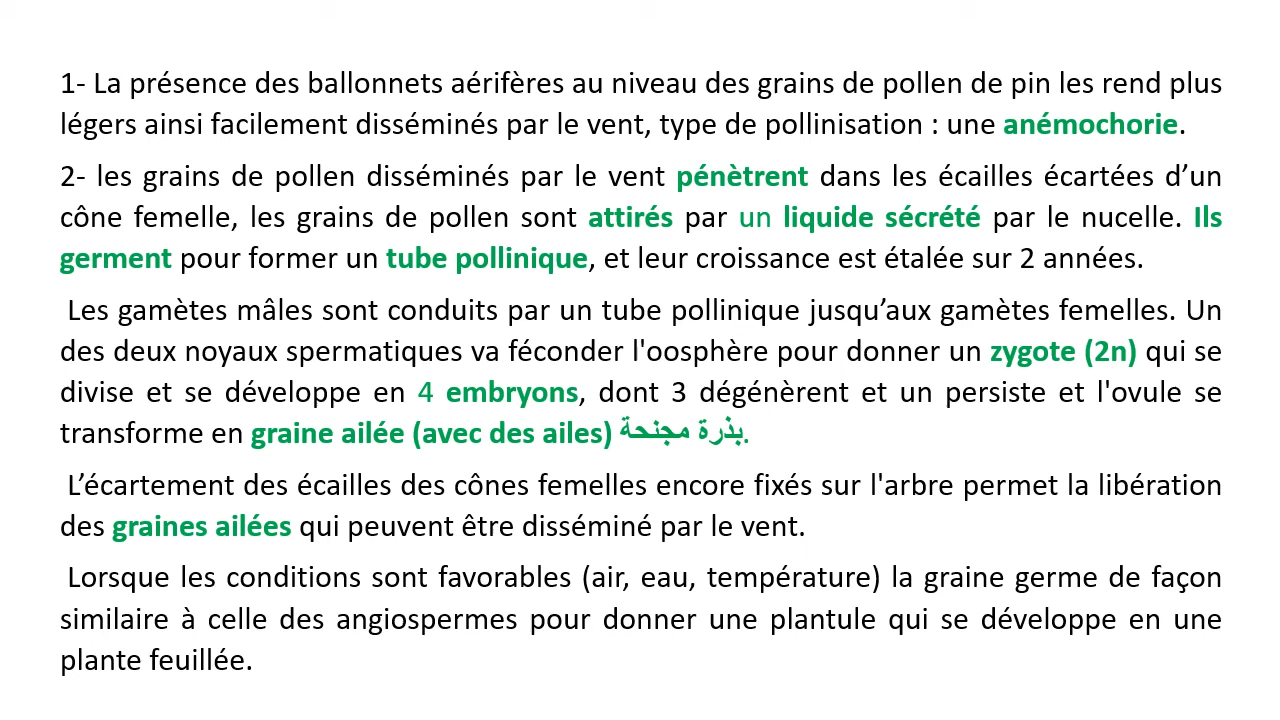 1- La présence des ballonnets aérifères au niveau des grains de pollen de pin les rend plus
légers ainsi facilement disséminés par le vent, type de pollinisation : une anémochorie.
2- les grains de pollen disséminés par le vent pénètrent dans les écailles écartées d’un
cône femelle, les grains de pollen sont attirés par un liquide sécrété par le nucelle. Ils
germent pour former un tube pollinique, et leur croissance est étalée sur 2 années.
Les gamètes mâles sont conduits par un tube pollinique jusqu’aux gamètes femelles. Un
des deux noyaux spermatiques va féconder l'oosphère pour donner un zygote (2n) qui se
divise et se développe en 4 embryons, dont 3 dégénèrent et un persiste et l'ovule se
transforme en graine ailée (avec des ailes) بذرة مجنحة.
L’écartement des écailles des cônes femelles encore fixés sur l'arbre permet la libération
des graines ailées qui peuvent être disséminé par le vent.
Lorsque les conditions sont favorables (air, eau, température) la graine germe de façon
similaire à celle des angiospermes pour donner une plantule qui se développe en une
plante feuillée.